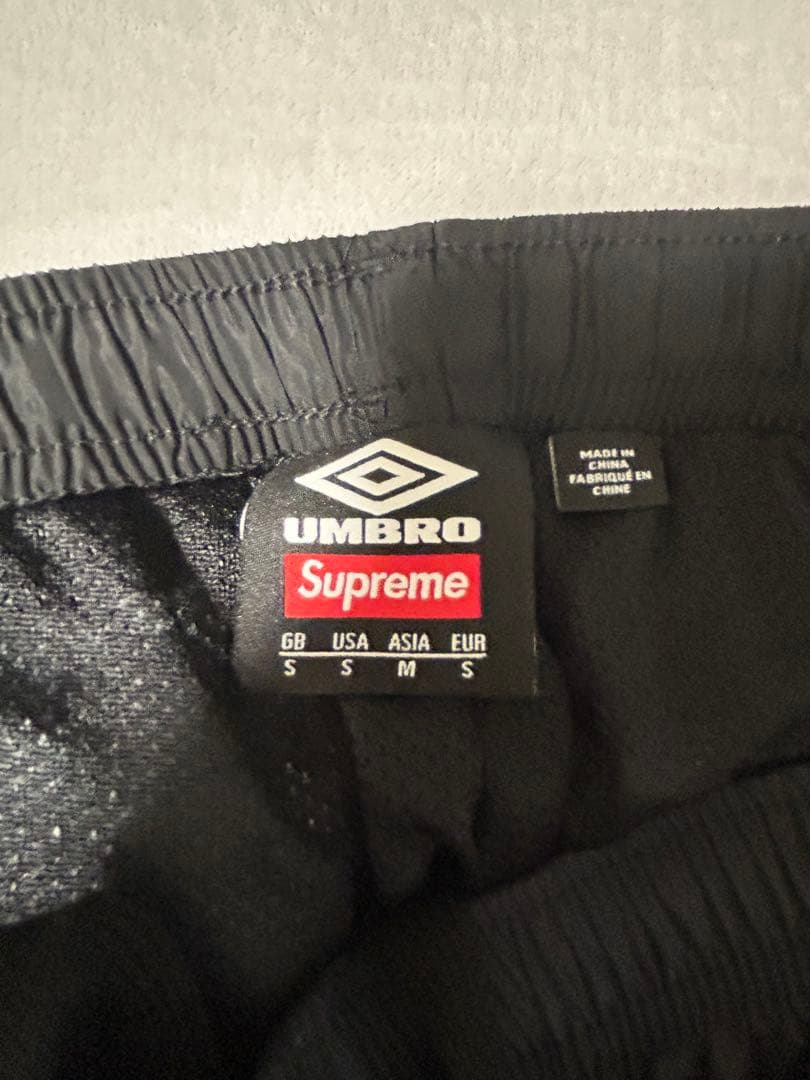 UMBRO
Supreme
GB USA ASIA EUR
S S M S
MADE IN
CHINA
FABRIQUÉ EN
CHINE